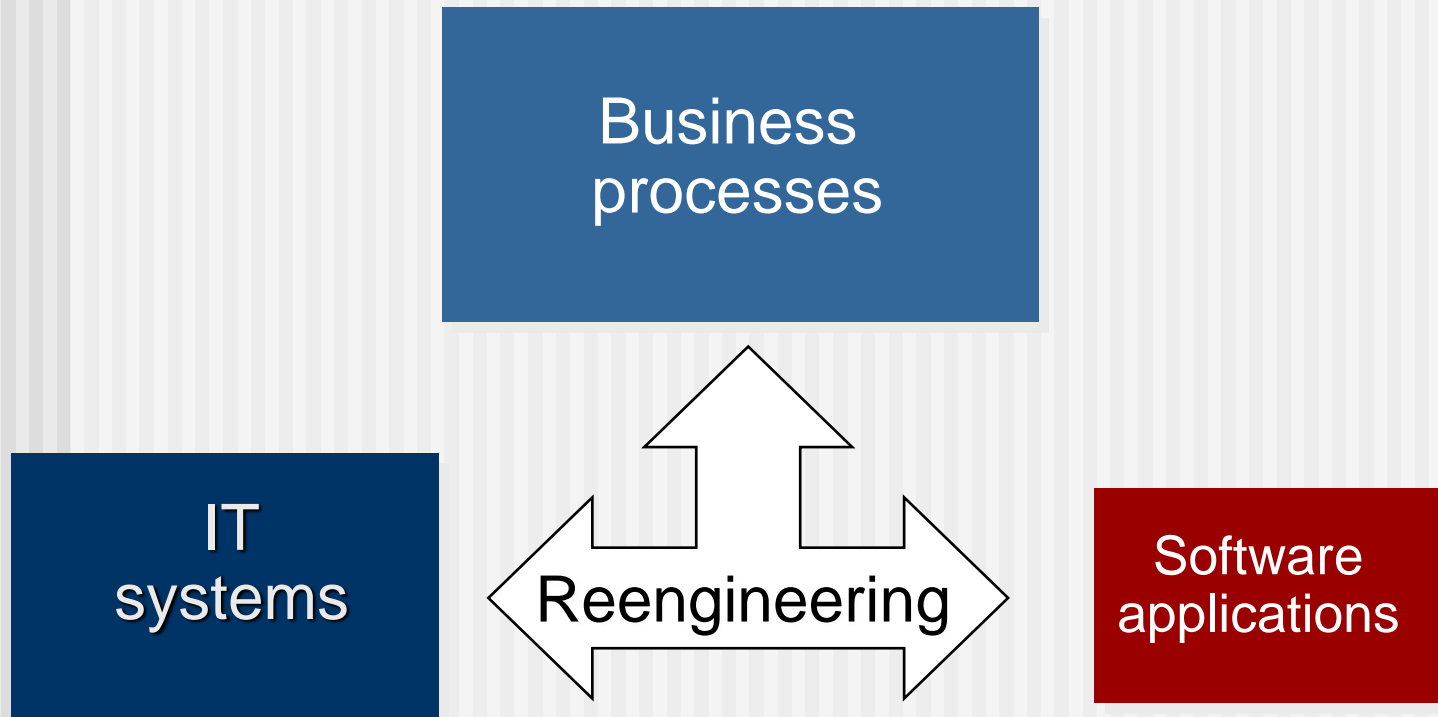 Business
processes
IT
systems
Reengineering
Software
applications